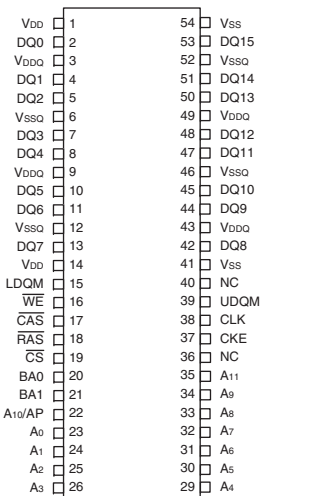 VDD 1 54 VSS
DQ0 2 53 DQ15
VDDQ 3 52 VSSQ
DQ1 4 51 DQ14
DQ2 5 50 DQ13
VSSQ 6 49 VDDQ
DQ3 7 48 DQ12
DQ4 8 47 DQ11
VDDQ 9 46 VSSQ
DQ5 10 45 DQ10
DQ6 11 44 DQ9
VSSQ 12 43 VDDQ
DQ7 13 42 DQ8
VDD 14 41 VSS
LDQM 15 40 NC
WE 16 39 UDQM
CAS 17 38 CLK
RAS 18 37 CKE
CS 19 36 NC
BA0 20 35 A11
BA1 21 34 A9
A10/AP 22 33 A8
A0 23 32 A7
A1 24 31 A6
A2 25 30 A5
A3 26 29 A4